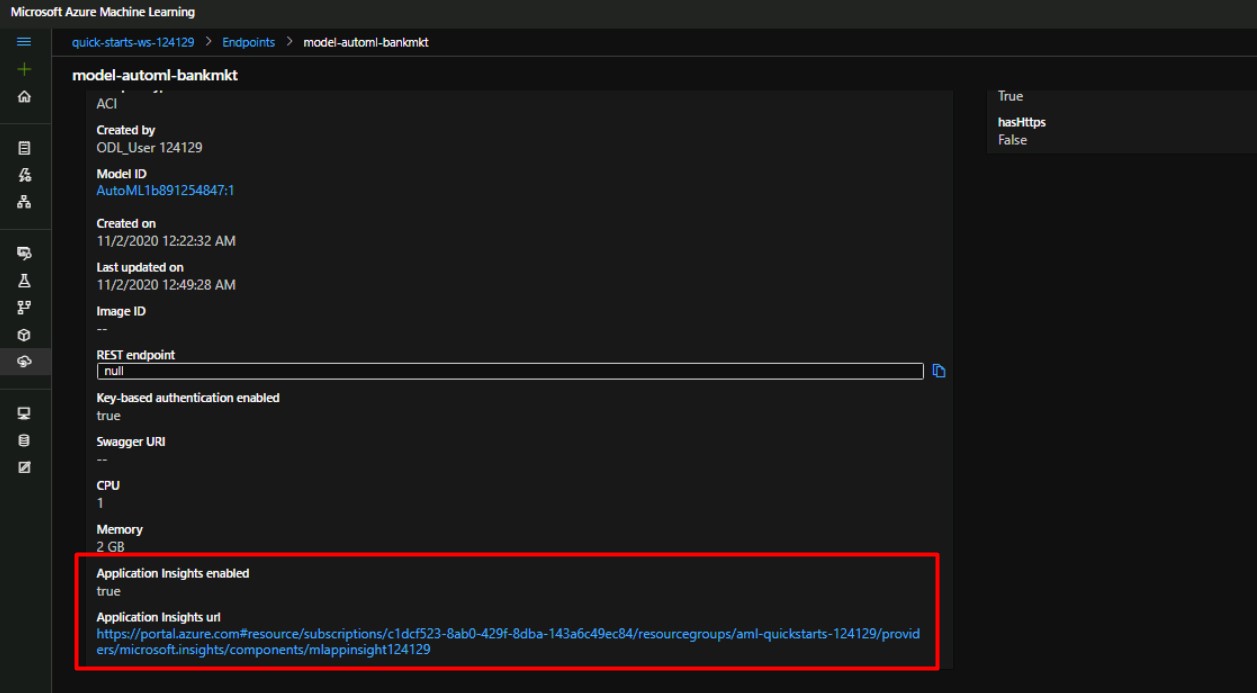 Microsoft Azure Machine Learning
quick-starts-ws-124129 > Endpoints > model-automl-bankmkt
model-automl-bankmkt
ACI
Created by
ODL_User 124129
Model ID
AutoML1b891254847:1
Created on
11/2/2020 12:22:32 AM
Last updated on
11/2/2020 12:49:28 AM
Image ID
--
REST endpoint
null
Key-based authentication enabled
true
Swagger URI
--
CPU
1
Memory
2 GB
Application Insights enabled
true
Application Insights url
https://portal.azure.com#resource/subscriptions/c1dcf523-8ab0-429f-8dba-143a6c49ec84/resourcegroups/aml-quickstarts-124129/provid
ers/microsoft.insights/components/mlappinsight124129
True
hasHttps
False